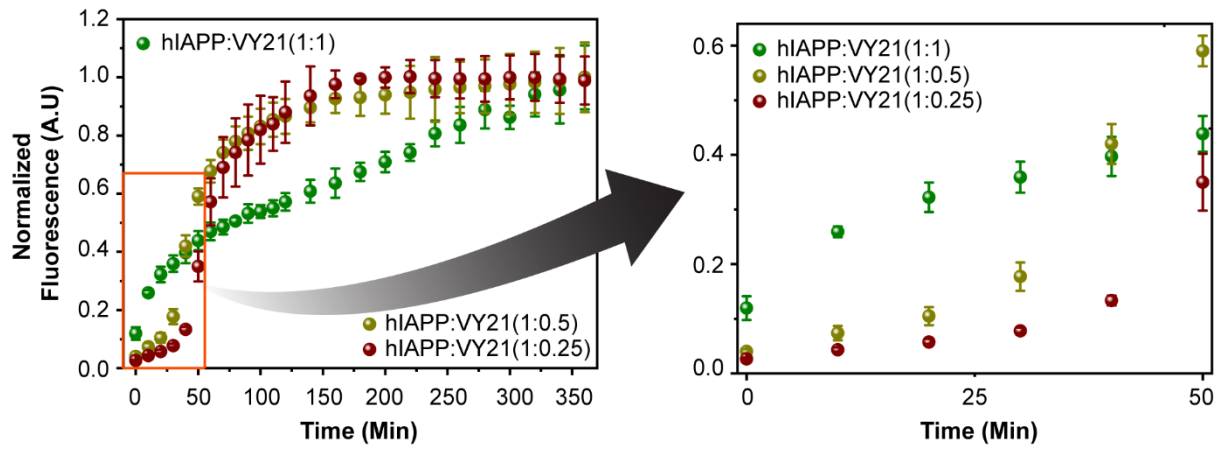 1.2
1.0
0.8
0.6
0.4
0.2
0.0
Normalized
Fluorescence (A.U)
hIAPP:VY21(1:1)
hIAPP:VY21(1:0.5)
hIAPP:VY21(1:0.25)
0 50 100 150 200 250 300 350
Time (Min)
0.6
0.4
0.2
0.0
hIAPP:VY21(1:1)
hIAPP:VY21(1:0.5)
hIAPP:VY21(1:0.25)
0 25 50
Time (Min)